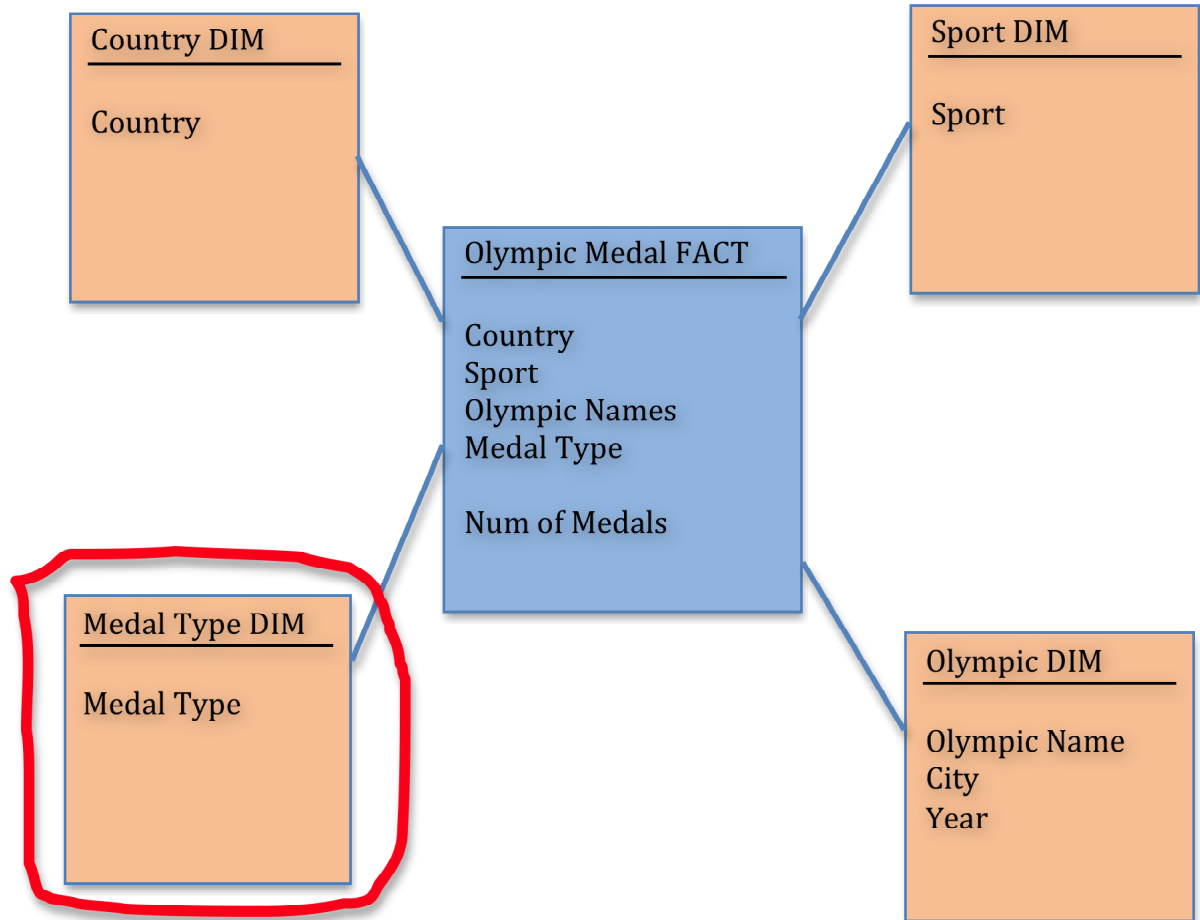 Country DIM
Country
Sport DIM
Sport
Olympic Medal FACT
Country
Sport
Olympic Names
Medal Type
Num of Medals
Medal Type DIM
Medal Type
Olympic DIM
Olympic Name
City
Year